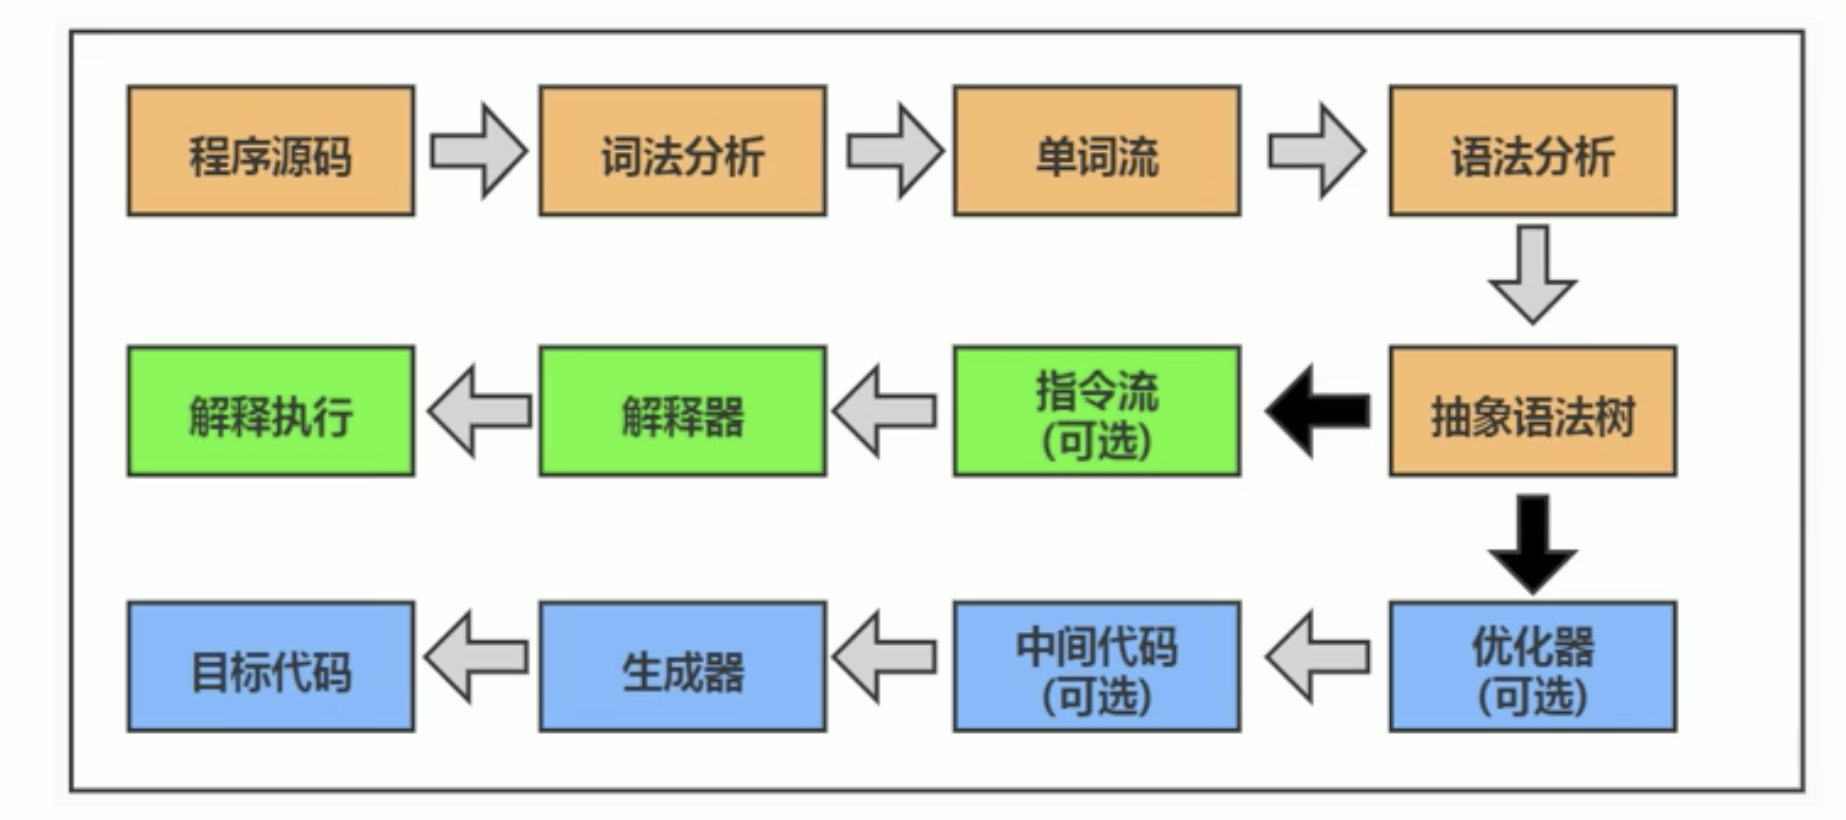 程序源码
词法分析
单词流
语法分析
解释执行
解释器
指令流
(可选)
抽象语法树
目标代码
生成器
中间代码
(可选)
优化器
(可选)